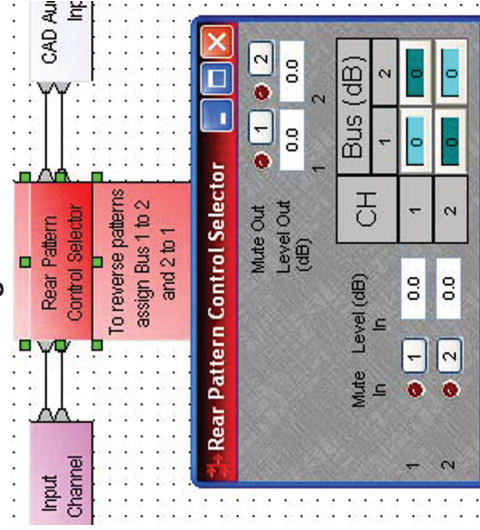 Input
Channel
Rear Pattern
Control Selector
To reverse patterns
assign Bus 1 to 2
and 2 to 1
CAD Au
Inp
Rear Pattern Control Selector
Mute Out
1
2
Level Out
(dB)
0.0
0.0
1
2
Mute
In
Level (dB)
In
CH
Bus (dB)
1
2
1
1
0.0
1
0
0
2
2
0.0
2
0
0